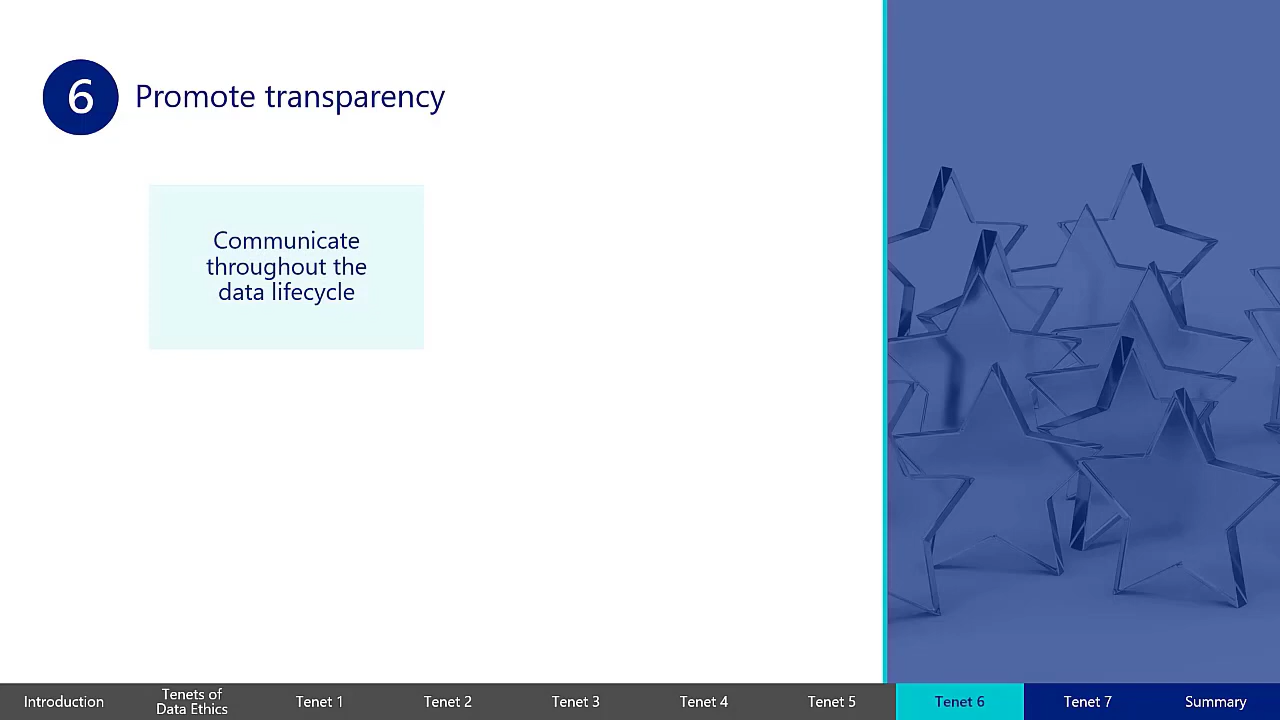 6
Promote transparency
Communicate
throughout the
data lifecycle
Introduction
Tenets of
Data Ethics
Tenet 1
Tenet 2
Tenet 3
Tenet 4
Tenet 5
Tenet 6
Tenet 7
Summary